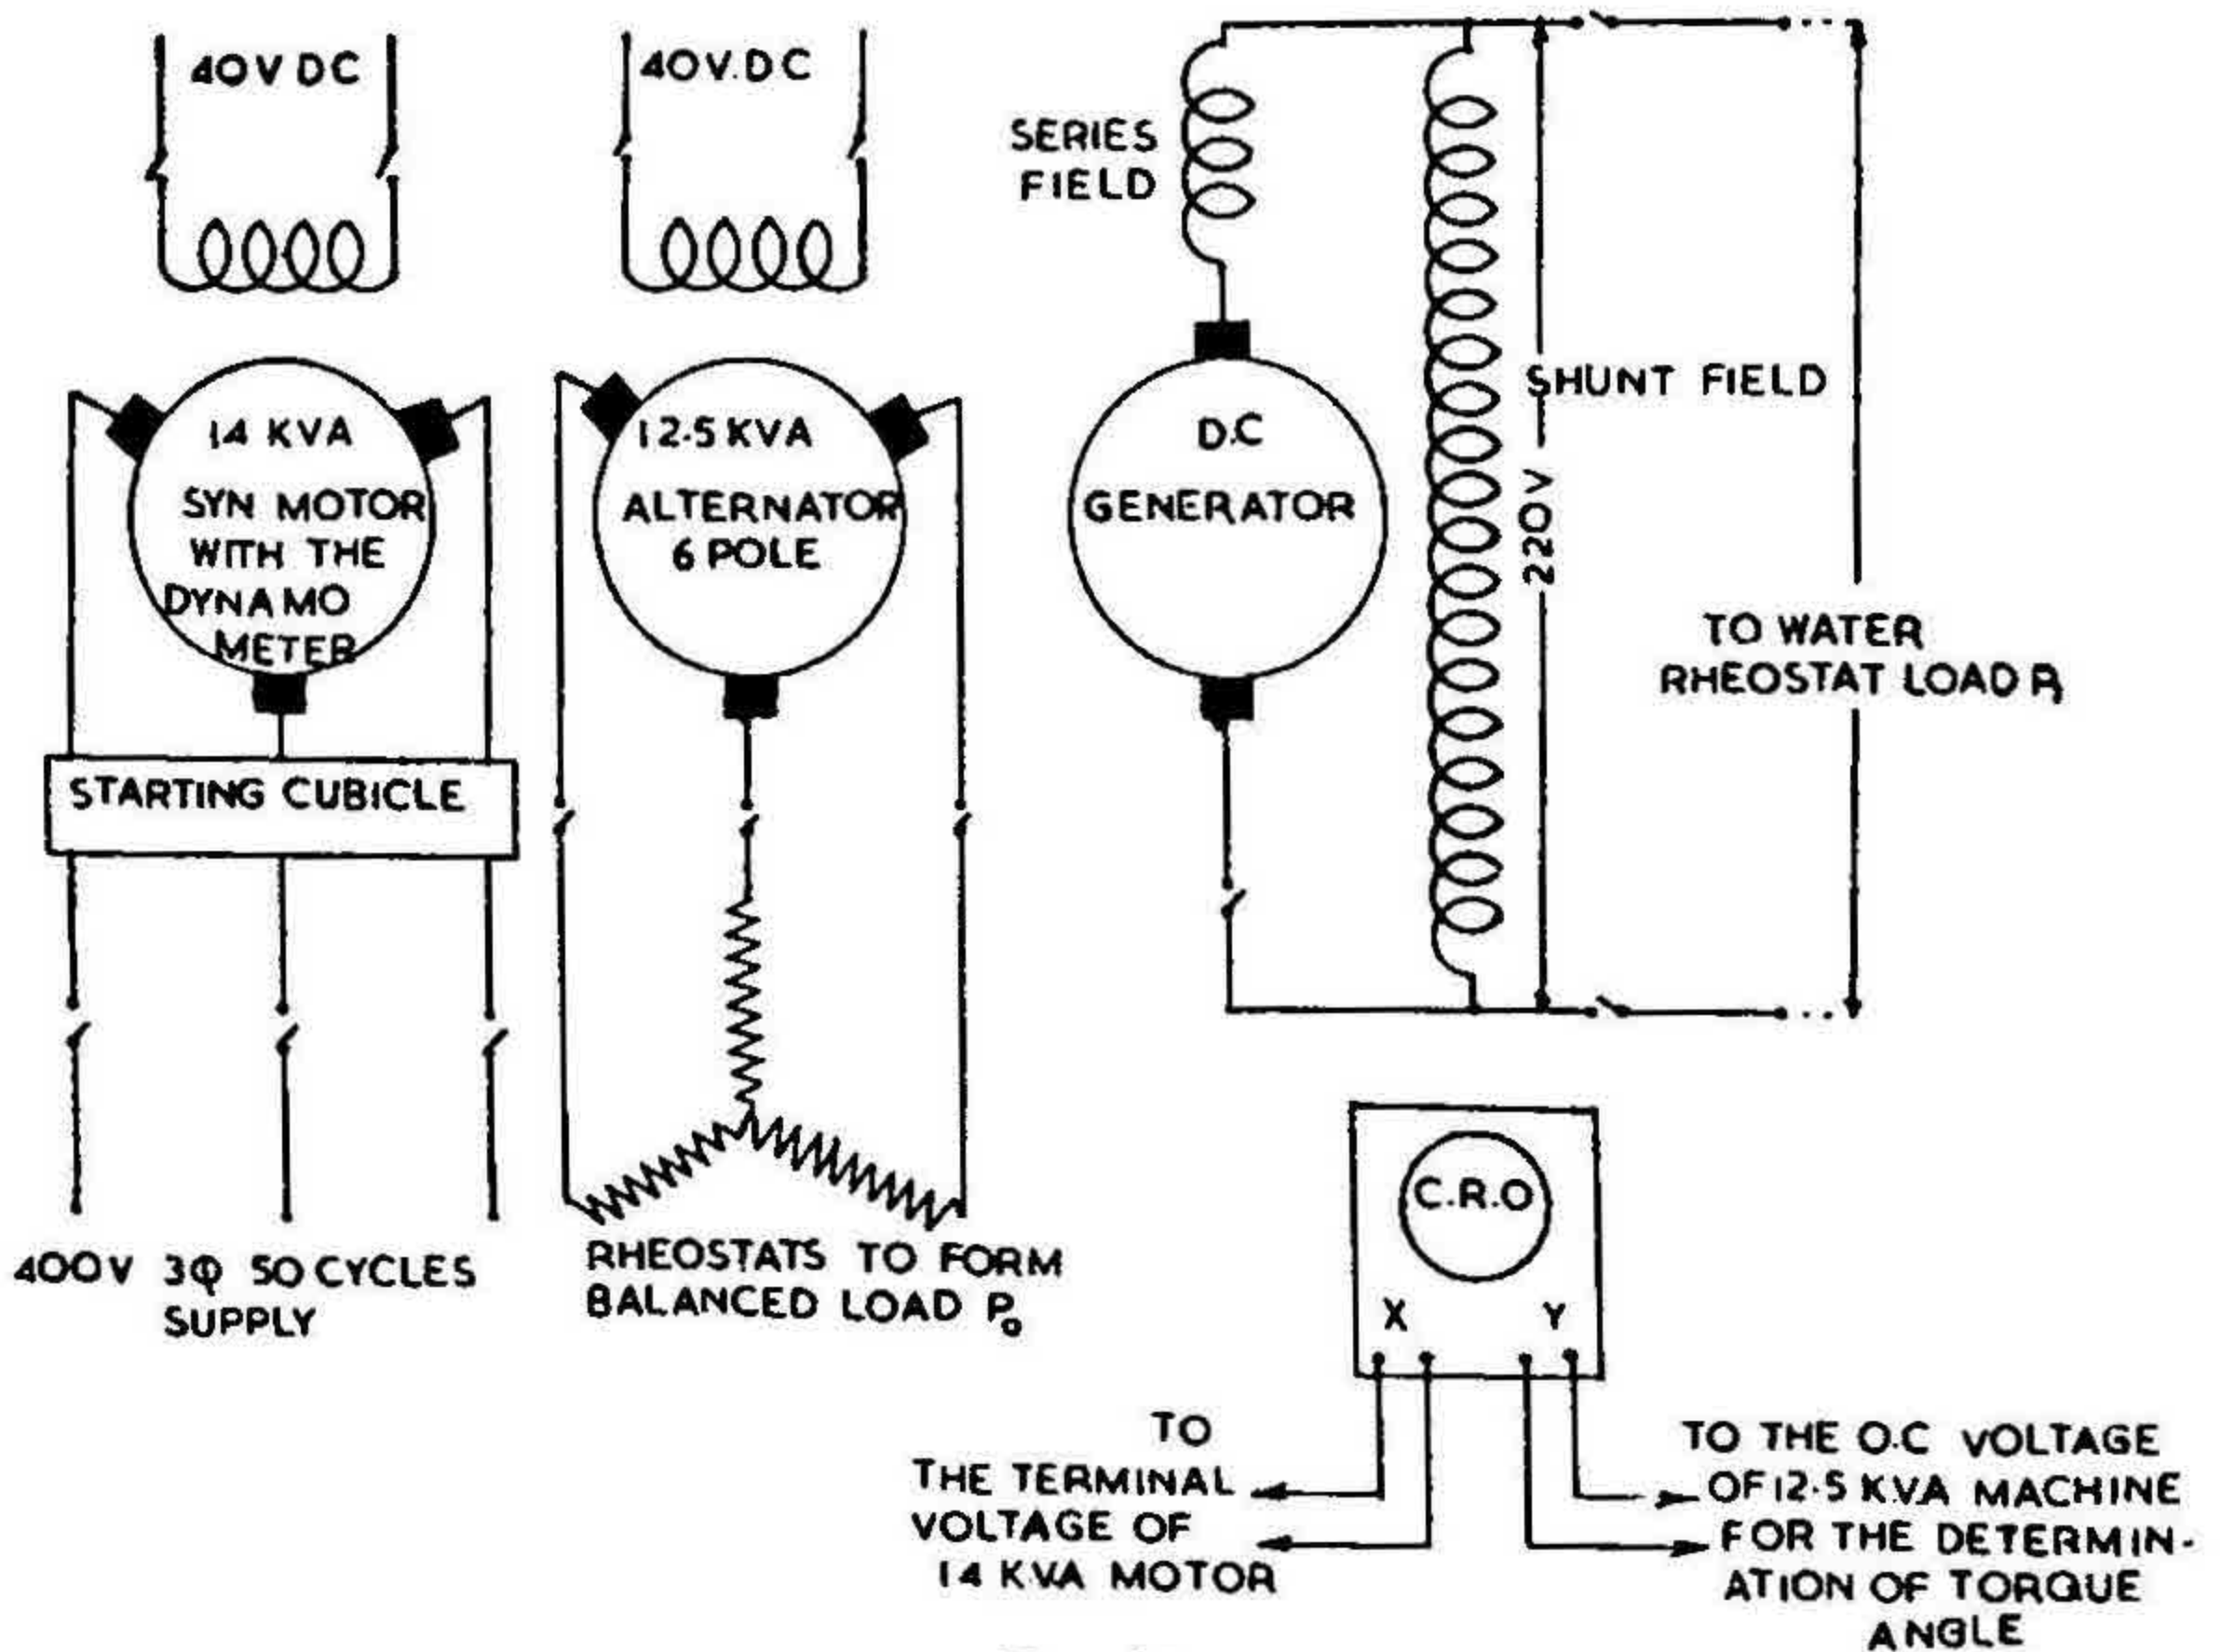 40V DC
40V.DC
SERIES
FIELD
SHUNT FIELD
220V
14 KVA
SYN MOTOR
WITH THE
DYNAMO
METER
12.5 KVA
ALTERNATOR
6 POLE
D.C
GENERATOR
TO WATER
RHEOSTAT LOAD P₁
STARTING CUBICLE
400V 3Φ 50 CYCLES
SUPPLY
RHEOSTATS TO FORM
BALANCED LOAD P₀
C.R.O
X Y
TO
THE TERMINAL
VOLTAGE OF
14 KVA MOTOR
TO THE O.C VOLTAGE
OF 12.5 KVA MACHINE
FOR THE DETERMIN-
ATION OF TORQUE
ANGLE